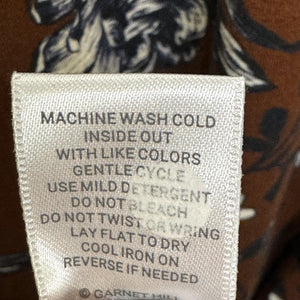 MACHINE WASH COLD
INSIDE OUT
WITH LIKE COLORS
GENTLE CYCLE
USE MILD DETERGENT
DO NOT BLEACH
DO NOT TWIST OR WRING
LAY FLAT TO DRY
COOL IRON ON
REVERSE IF NEEDED
© GARNET HILL